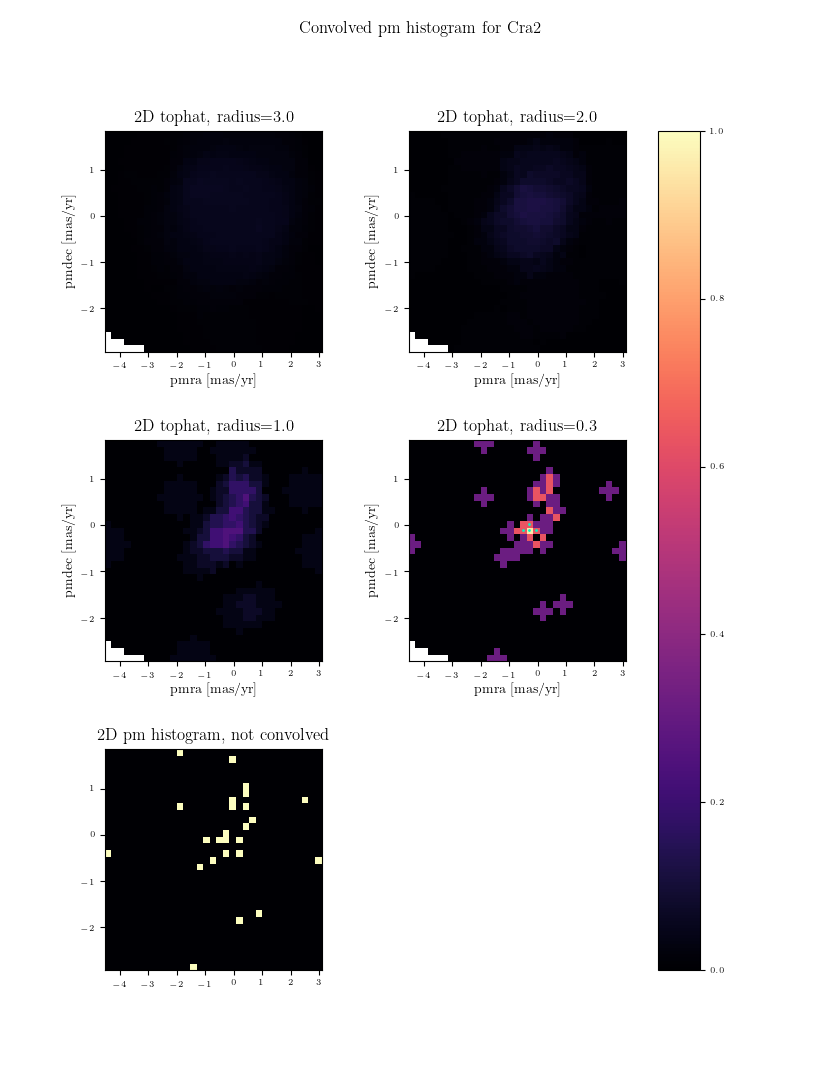 Convolved pm histogram for Cra2
2D tophat, radius=3.0
2D tophat, radius=2.0
1.0
1
0
−1
−2
pmdec [mas/yr]
−4 −3 −2 −1 0 1 2 3
pmra [mas/yr]
1
0
−1
−2
pmdec [mas/yr]
−4 −3 −2 −1 0 1 2 3
pmra [mas/yr]
0.8
2D tophat, radius=1.0
2D tophat, radius=0.3
0.6
1
0
−1
−2
pmdec [mas/yr]
−4 −3 −2 −1 0 1 2 3
pmra [mas/yr]
1
0
−1
−2
pmdec [mas/yr]
−4 −3 −2 −1 0 1 2 3
pmra [mas/yr]
0.4
2D pm histogram, not convolved
1
0
−1
−2
−4 −3 −2 −1 0 1 2 3
0.2
0.0